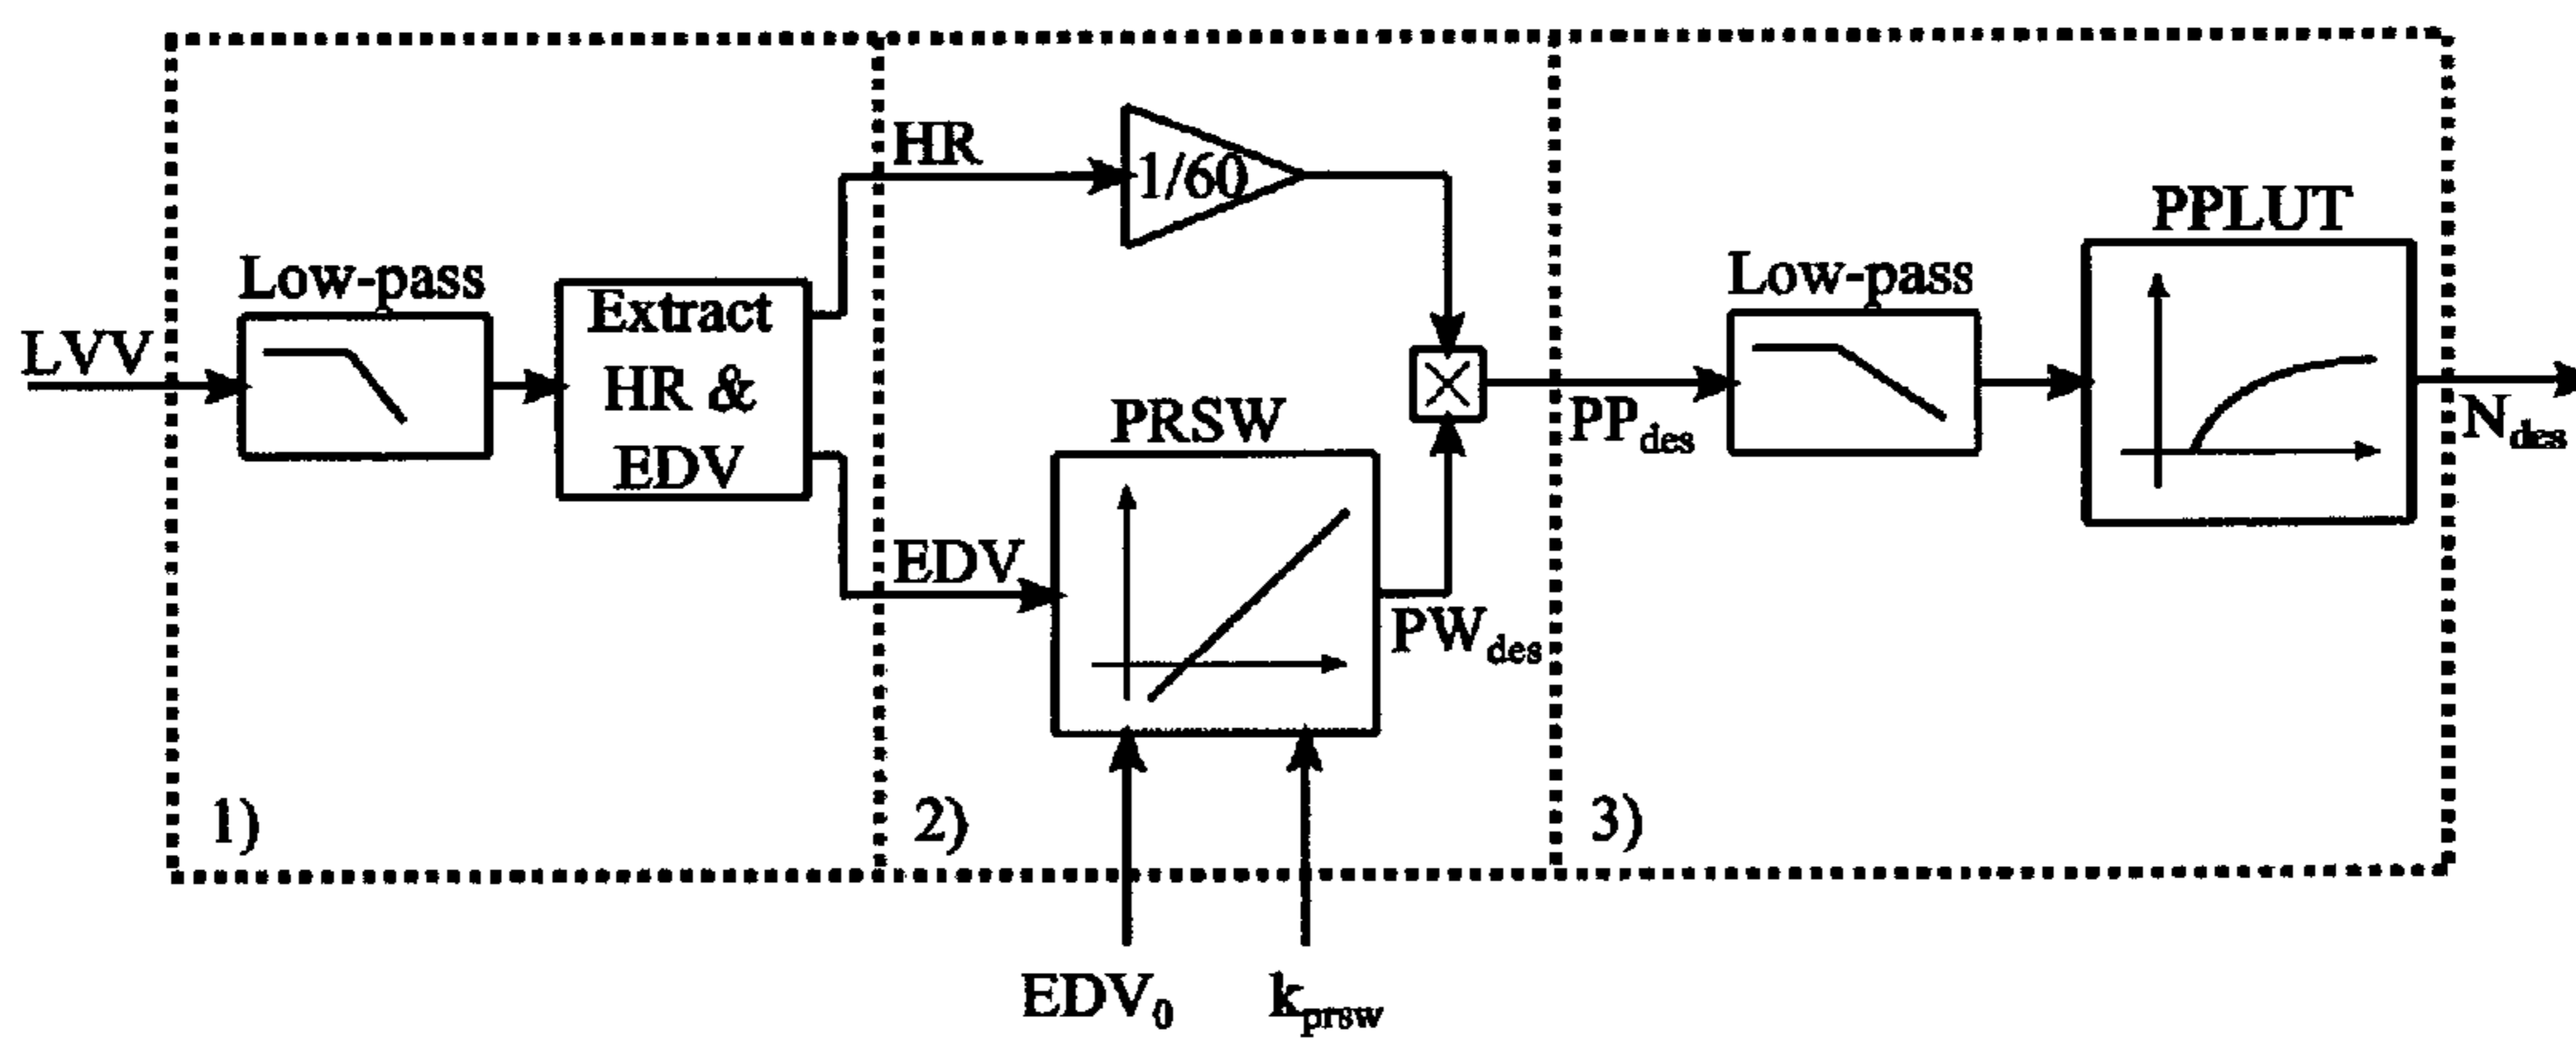 LVV
Low-pass
Extract
HR &
EDV
1)
HR
1/60
EDV
PRSW
PW_des
2)
EDV_0
k_prsw
PP_des
Low-pass
PPLUT
3)
N_des